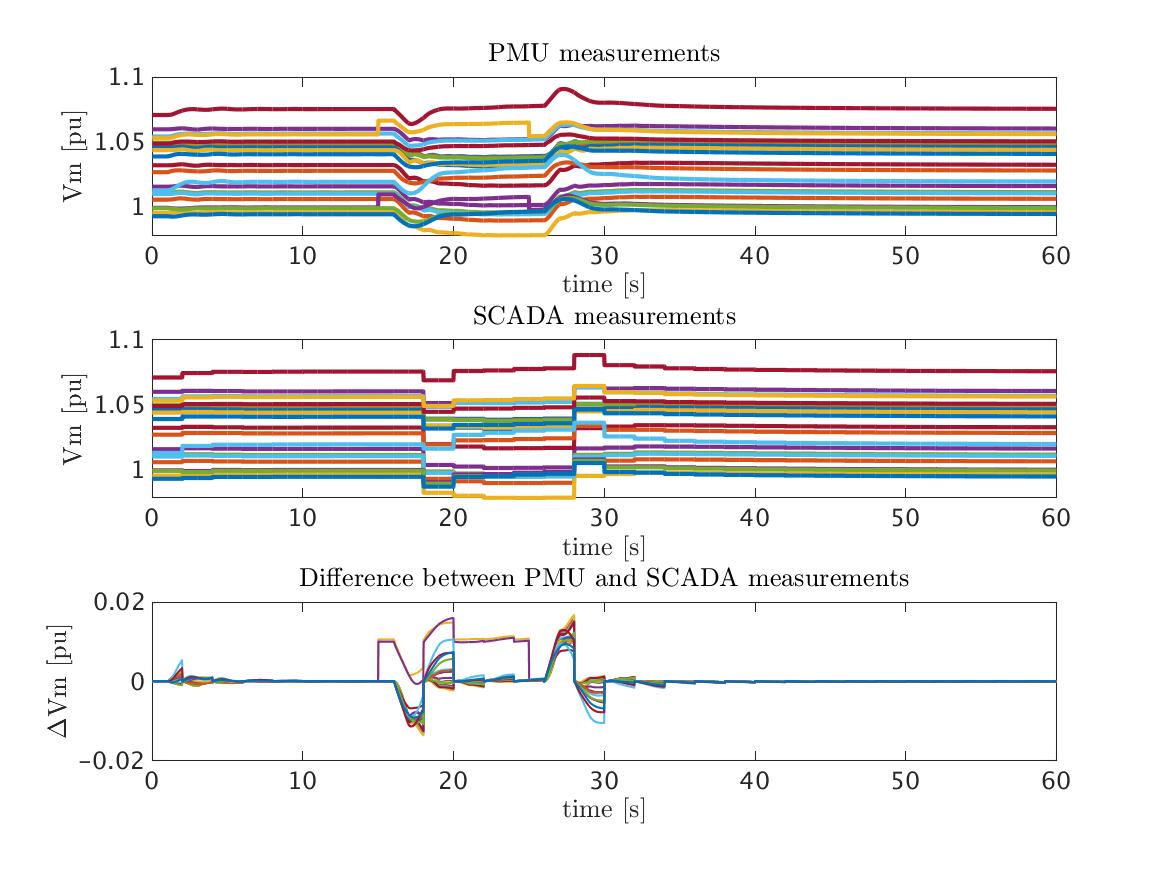 PMU measurements
1.1
1.05
1
Vm [pu]
0 10 20 30 40 50 60
time [s]
SCADA measurements
1.1
1.05
1
Vm [pu]
0 10 20 30 40 50 60
time [s]
Difference between PMU and SCADA measurements
0.02
0
-0.02
ΔVm [pu]
0 10 20 30 40 50 60
time [s]